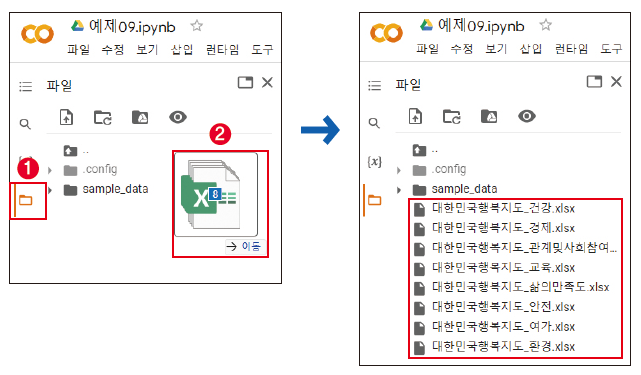 예제09.ipynb
파일 수정 보기 삽입 런타임 도구
파일
1
2
..
.config
sample_data
X
8
→ 이동
예제09.ipynb
파일 수정 보기 삽입 런타임 도구
파일
..
{x}
.config
sample_data
대한민국행복지도_건강.xlsx
대한민국행복지도_경제.xlsx
대한민국행복지도_관계및사회참여...
대한민국행복지도_교육.xlsx
대한민국행복지도_삶의만족도.xlsx
대한민국행복지도_안전.xlsx
대한민국행복지도_여가.xlsx
대한민국행복지도_환경.xlsx